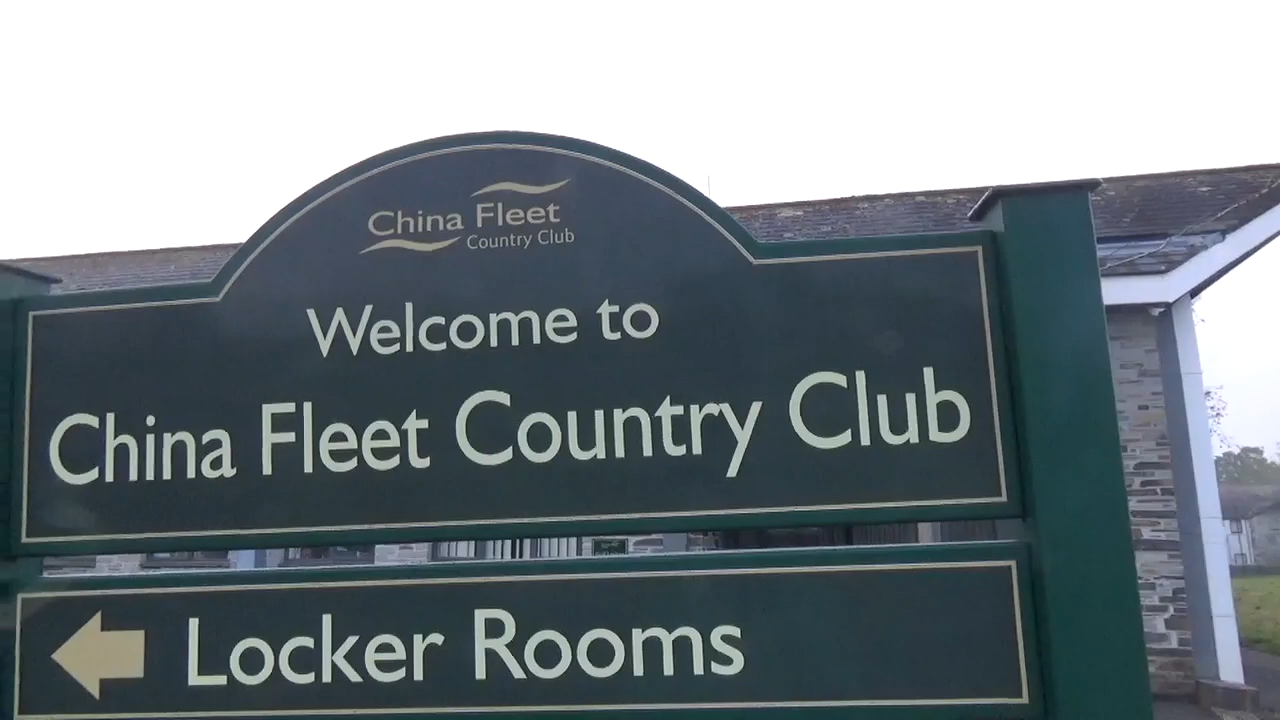 China Fleet
Country Club
Welcome to
China Fleet Country Club
Locker Rooms